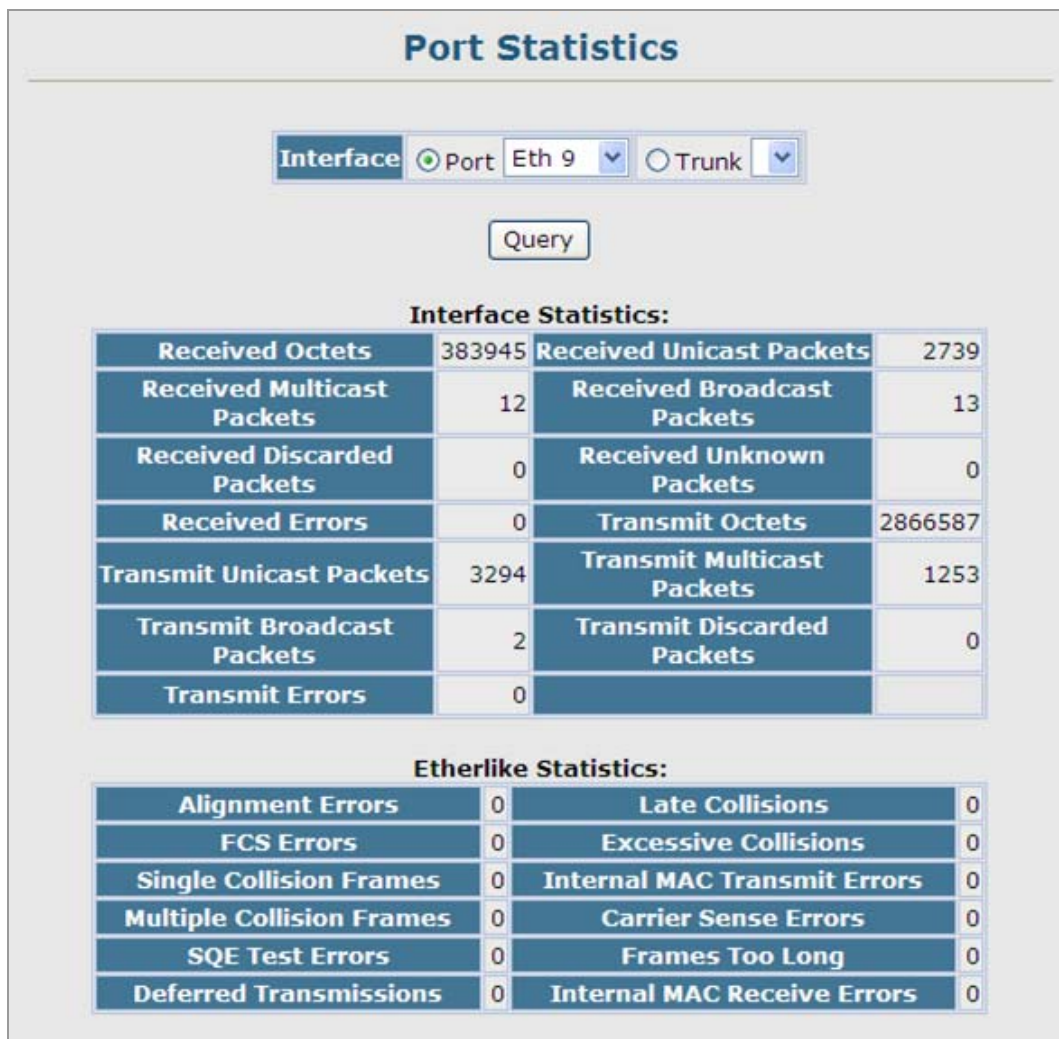 Port Statistics
Interface Port Eth 9 Trunk
Query
Interface Statistics:
Received Octets 383945 Received Unicast Packets 2739
Received Multicast Packets 12 Received Broadcast Packets 13
Received Discarded Packets 0 Received Unknown Packets 0
Received Errors 0 Transmit Octets 2866587
Transmit Unicast Packets 3294 Transmit Multicast Packets 1253
Transmit Broadcast Packets 2 Transmit Discarded Packets 0
Transmit Errors 0
Etherlike Statistics:
Alignment Errors 0 Late Collisions 0
FCS Errors 0 Excessive Collisions 0
Single Collision Frames 0 Internal MAC Transmit Errors 0
Multiple Collision Frames 0 Carrier Sense Errors 0
SQE Test Errors 0 Frames Too Long 0
Deferred Transmissions 0 Internal MAC Receive Errors 0